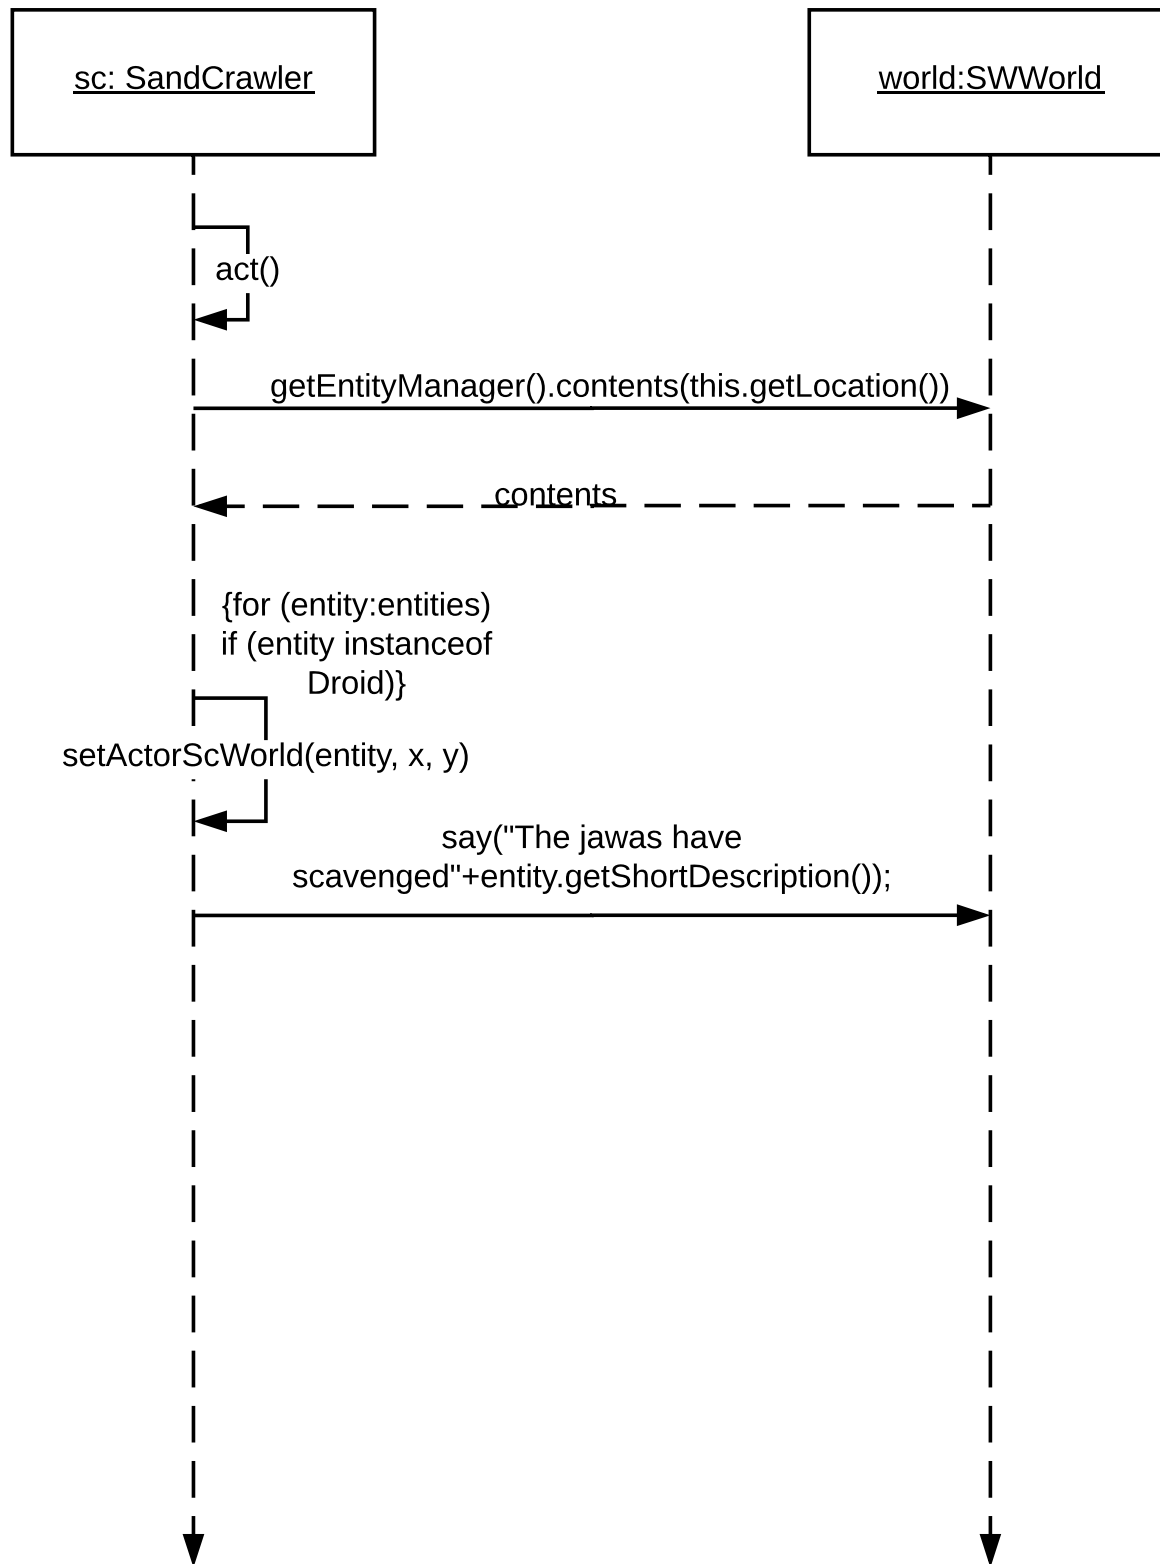 sc: SandCrawler
world:SWWorld
act()
getEntityManager().contents(this.getLocation())
contents
{for (entity:entities)
if (entity instanceof
Droid)}
setActorScWorld(entity, x, y)
say("The jawas have
scavenged"+entity.getShortDescription());